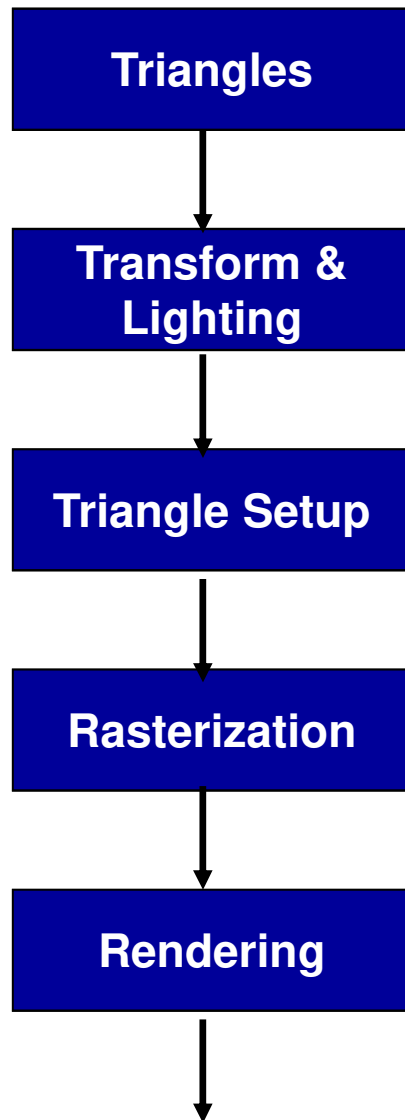 Triangles
Transform &
Lighting
Triangle Setup
Rasterization
Rendering